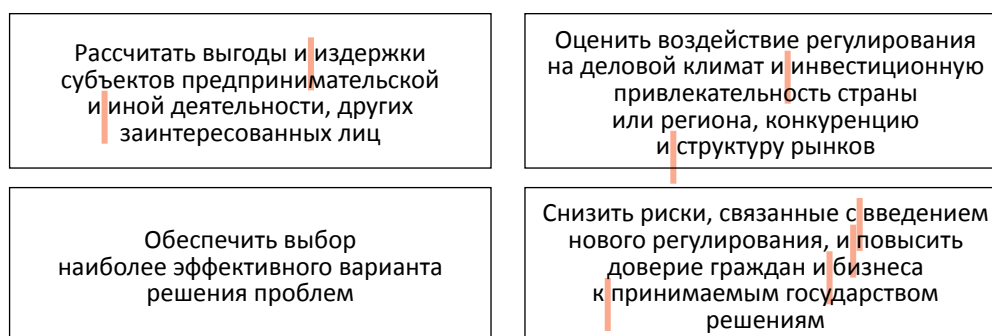 Рассчитать выгоды и издержки
субъектов предпринимательской
и иной деятельности, других
заинтересованных лиц
Оценить воздействие регулирования
на деловой климат и инвестиционную
привлекательность страны
или региона, конкуренцию
и структуру рынков
Обеспечить выбор
наиболее эффективного варианта
решения проблем
Снизить риски, связанные с введением
нового регулирования, и повысить
доверие граждан и бизнеса
к принимаемым государством
решениям